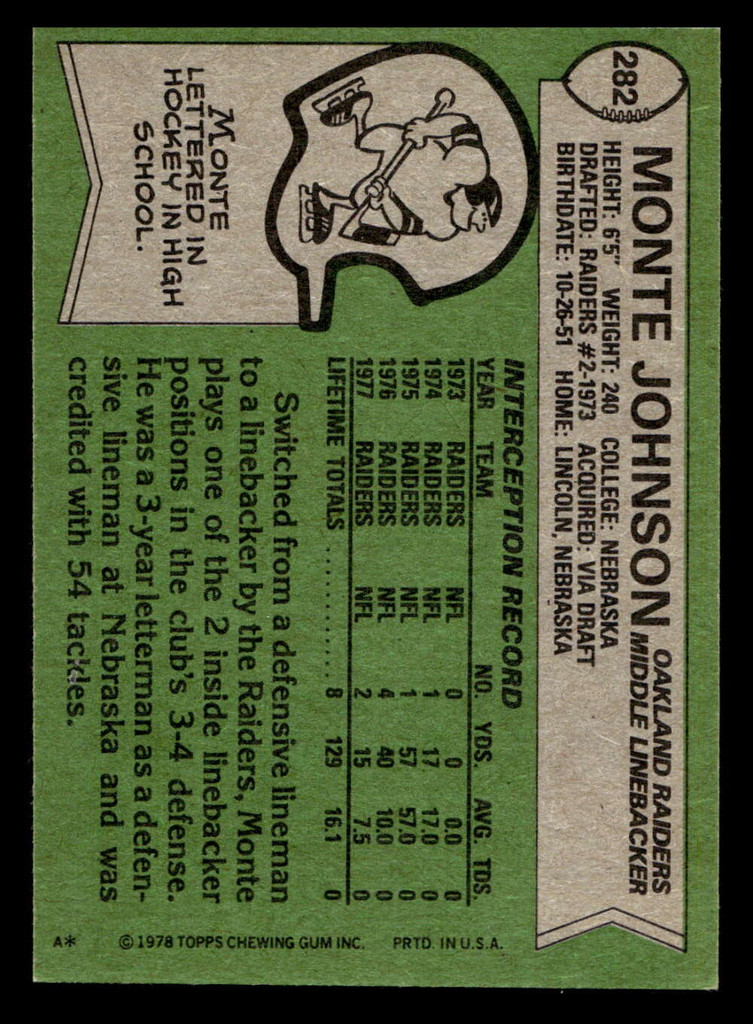 282
MONTE JOHNSON
OAKLAND RAIDERS
MIDDLE LINEBACKER
HEIGHT: 6'5" WEIGHT: 240 COLLEGE: NEBRASKA
DRAFTED: RAIDERS #2-1973 ACQUIRED: VIA DRAFT
BIRTHDATE: 10-26-51 HOME: LINCOLN, NEBRASKA
MONTE
LETTERED IN
HOCKEY IN HIGH
SCHOOL.
INTERCEPTION RECORD
YEAR TEAM NO. YDS. AVG. TDS.
1973 RAIDERS NFL 0 0 0.0 0
1974 RAIDERS NFL 1 17 17.0 0
1975 RAIDERS NFL 1 57 57.0 0
1976 RAIDERS NFL 4 40 10.0 0
1977 RAIDERS NFL 2 15 7.5 0
LIFETIME TOTALS ............. 8 129 16.1 0
Switched from a defensive lineman
to a linebacker by the Raiders, Monte
plays one of the 2 inside linebacker
positions in the club's 3-4 defense.
He was a 3-year letterman as a defen-
sive lineman at Nebraska and was
credited with 54 tackles.
A* © 1978 TOPPS CHEWING GUM INC. PRTD. IN U.S.A.